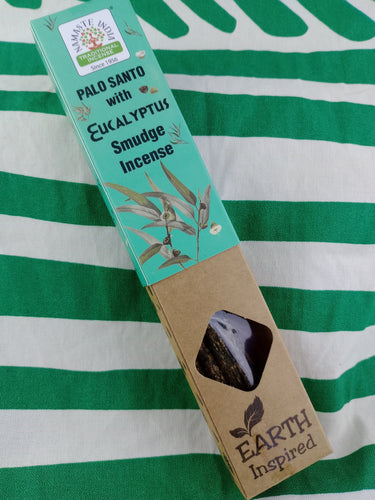 NAMASTE INDIA
TRADITIONAL
INCENSE
Since 1956
PALO SANTO
with
EUCALYPTUS
Smudge
Incense
EARTH
Inspired